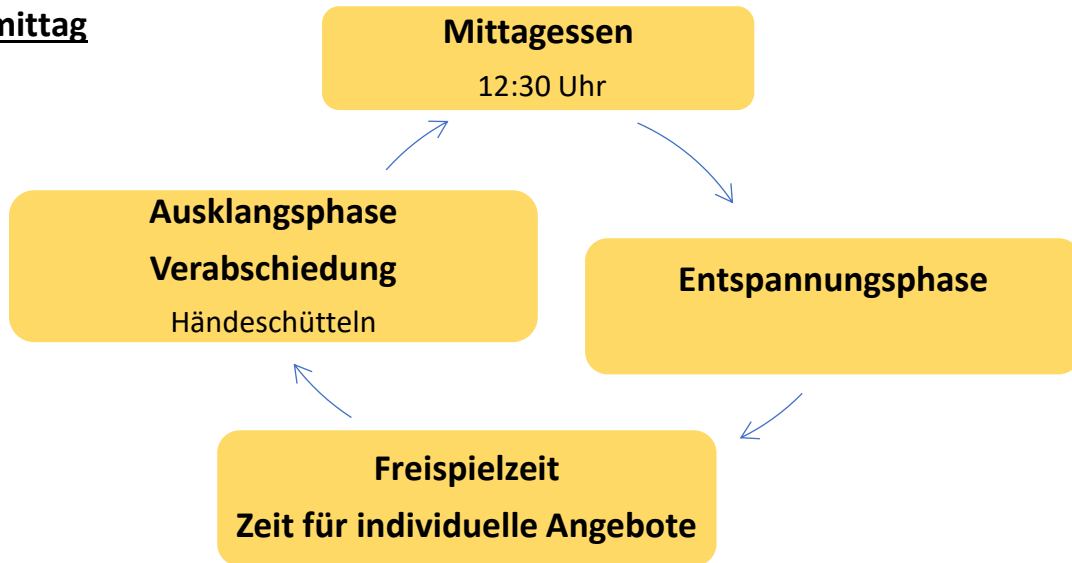 mittag
Mittagessen
12:30 Uhr
Ausklangsphase
Verabschiedung
Händeschütteln
Entspannungsphase
Freispielzeit
Zeit für individuelle Angebote